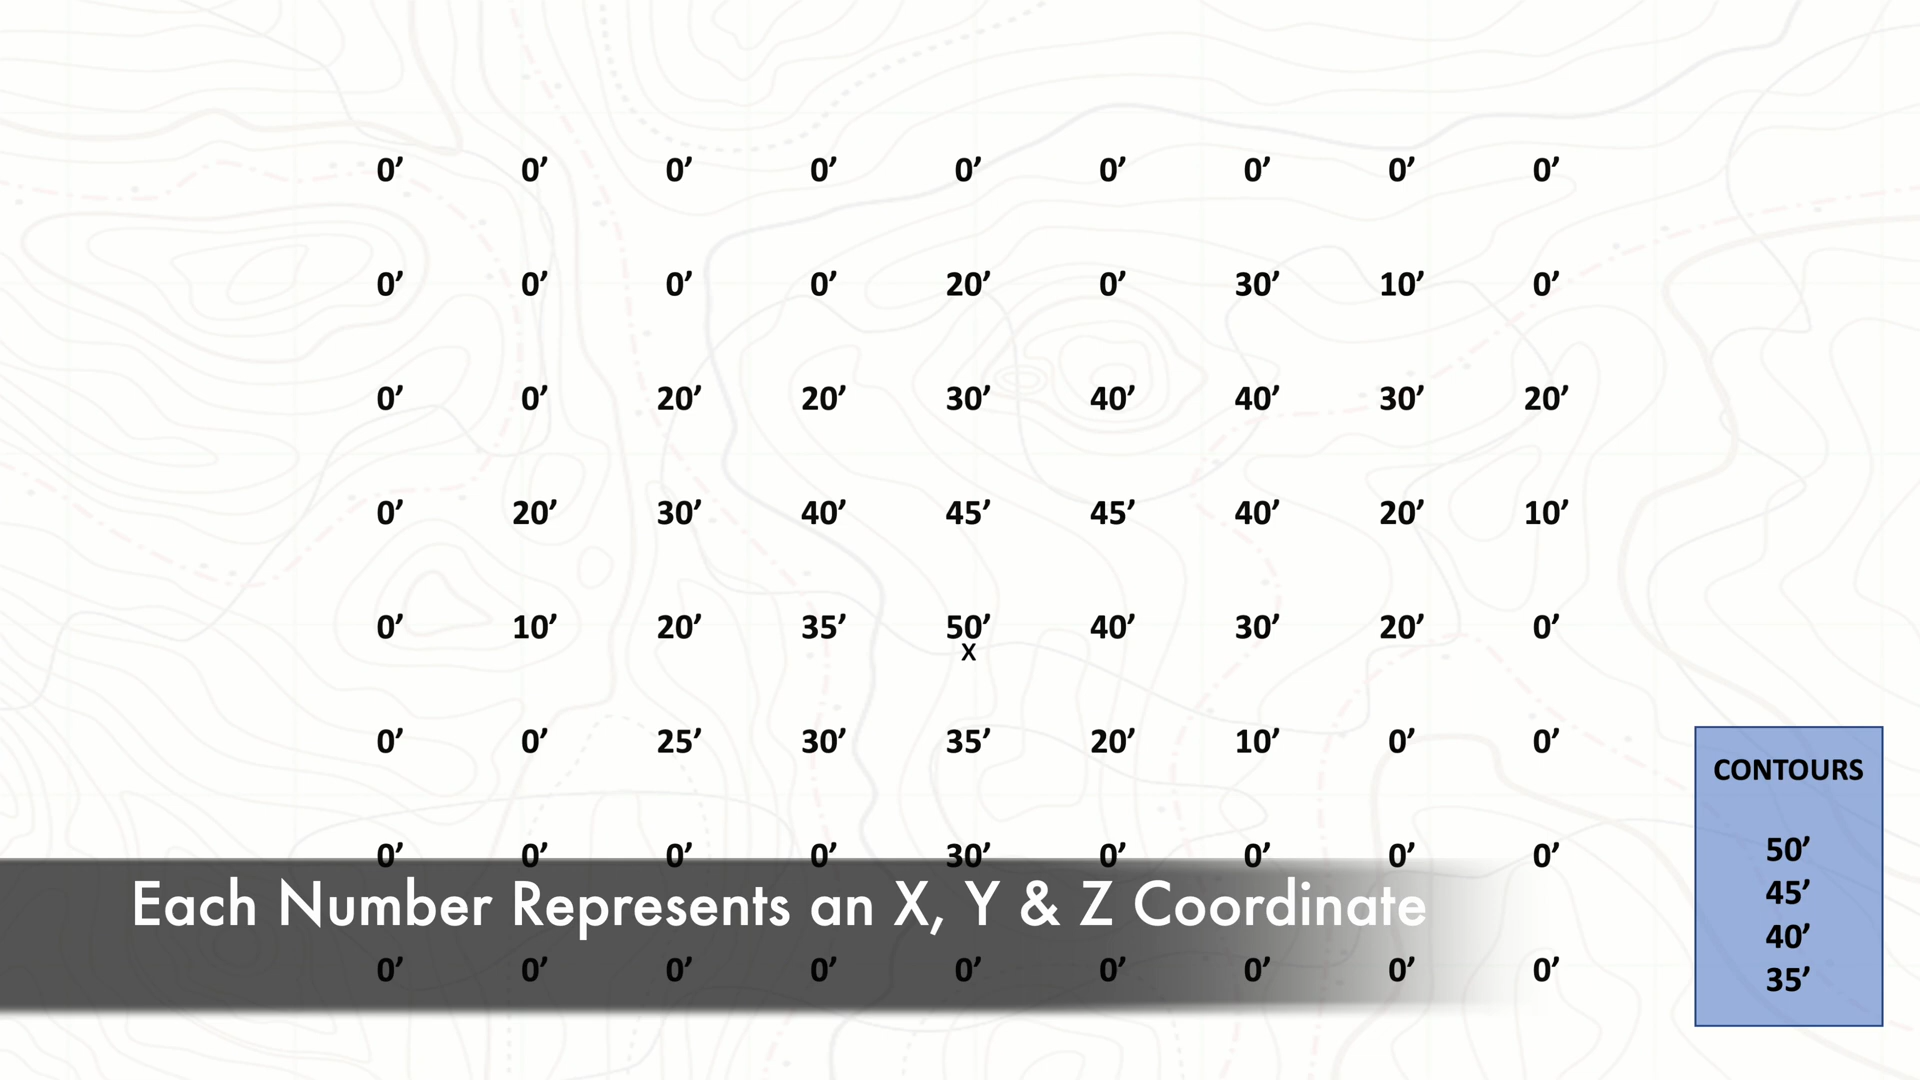 0’ 0’ 0’ 0’ 0’ 0’ 0’ 0’ 0’
0’ 0’ 0’ 0’ 20’ 0’ 30’ 10’ 0’
0’ 0’ 20’ 20’ 30’ 40’ 40’ 30’ 20’
0’ 20’ 30’ 40’ 45’ 45’ 40’ 20’ 10’
0’ 10’ 20’ 35’ 50’ 40’ 30’ 20’ 0’
X
0’ 0’ 25’ 30’ 35’ 20’ 10’ 0’ 0’
0’ 0’ 0’ 0’ 30’ 0’ 0’ 0’ 0’
Each Number Represents an X, Y & Z Coordinate
0’ 0’ 0’ 0’ 0’ 0’ 0’ 0’ 0’
CONTOURS
50’
45’
40’
35’